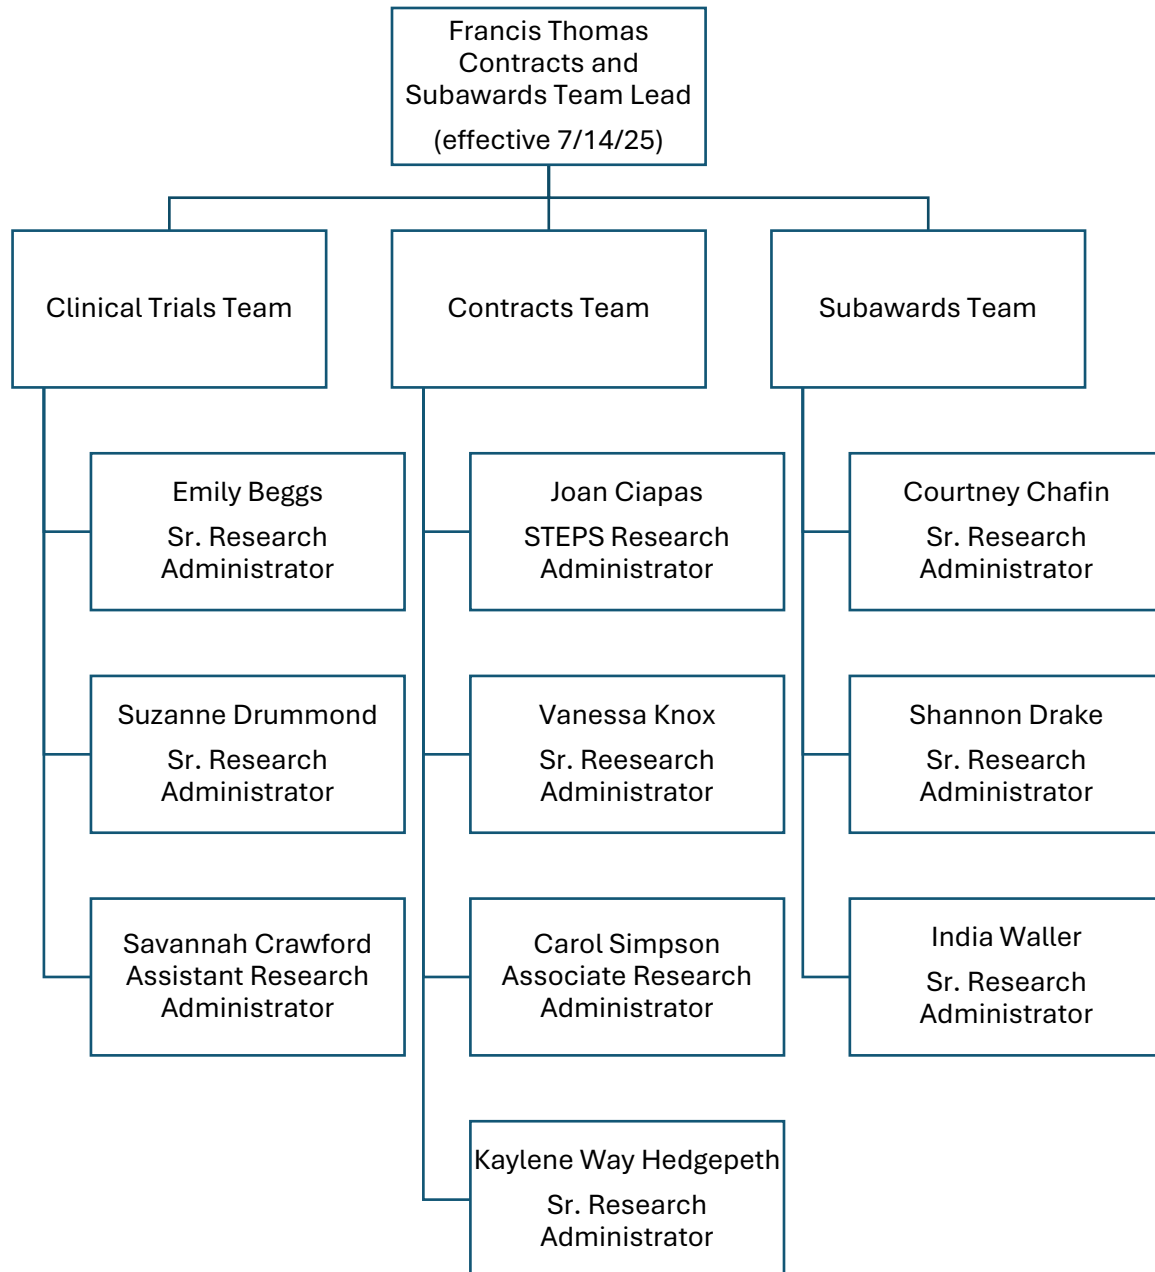 Francis Thomas
Contracts and
Subawards Team Lead
(effective 7/14/25)
Clinical Trials Team
Contracts Team
Subawards Team
Emily Beggs
Sr. Research
Administrator
Joan Ciapas
STEPS Research
Administrator
Courtney Chafin
Sr. Research
Administrator
Suzanne Drummond
Sr. Research
Administrator
Vanessa Knox
Sr. Reesearch
Administrator
Shannon Drake
Sr. Research
Administrator
Savannah Crawford
Assistant Research
Administrator
Carol Simpson
Associate Research
Administrator
India Waller
Sr. Research
Administrator
Kaylene Way Hedgepeth
Sr. Research
Administrator